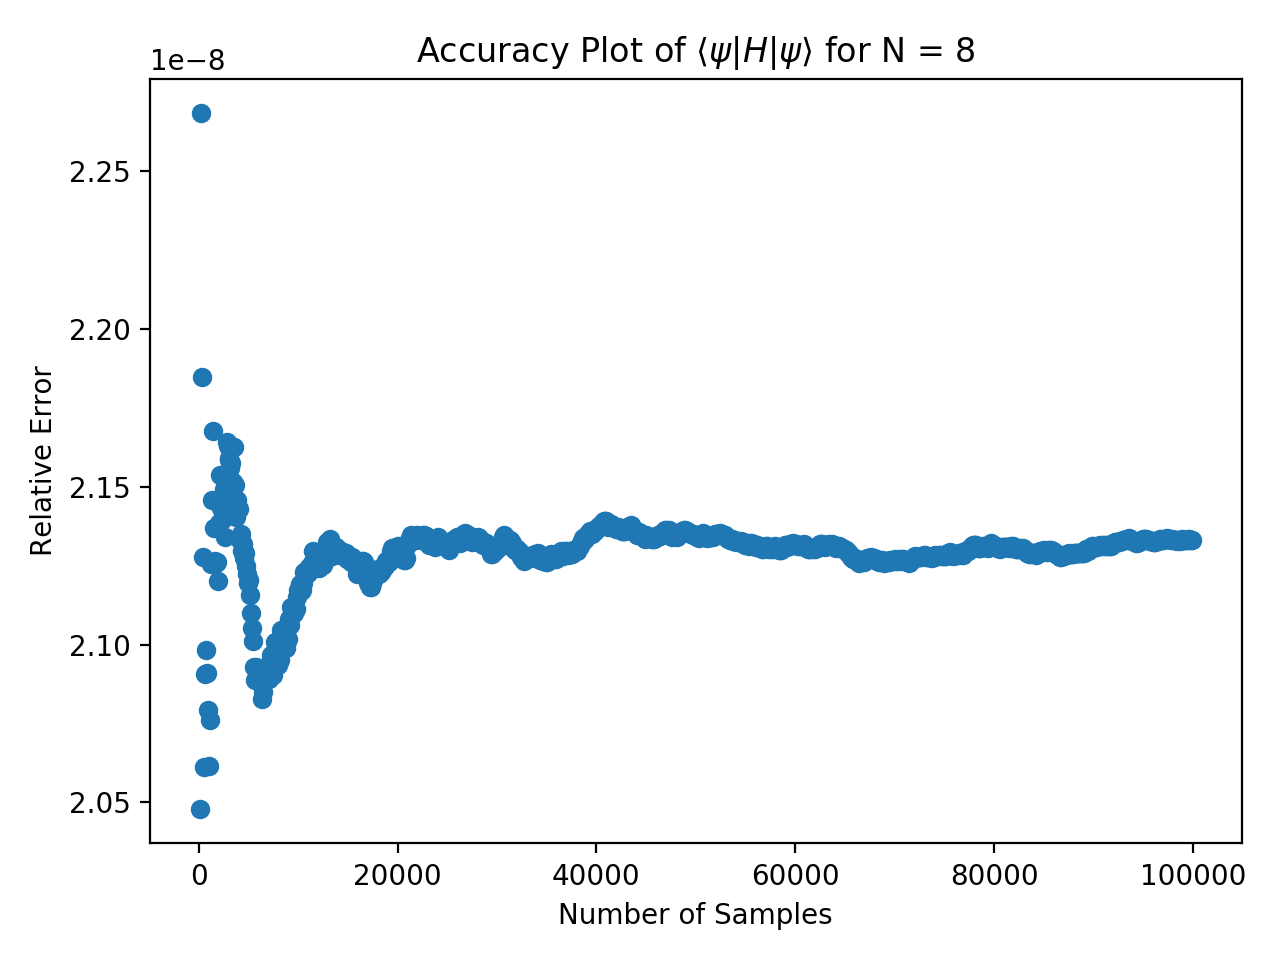 Accuracy Plot of ⟨ψ|H|ψ⟩ for N = 8
1e−8
2.25
2.20
2.15
2.10
2.05
Relative Error
0 20000 40000 60000 80000 100000
Number of Samples